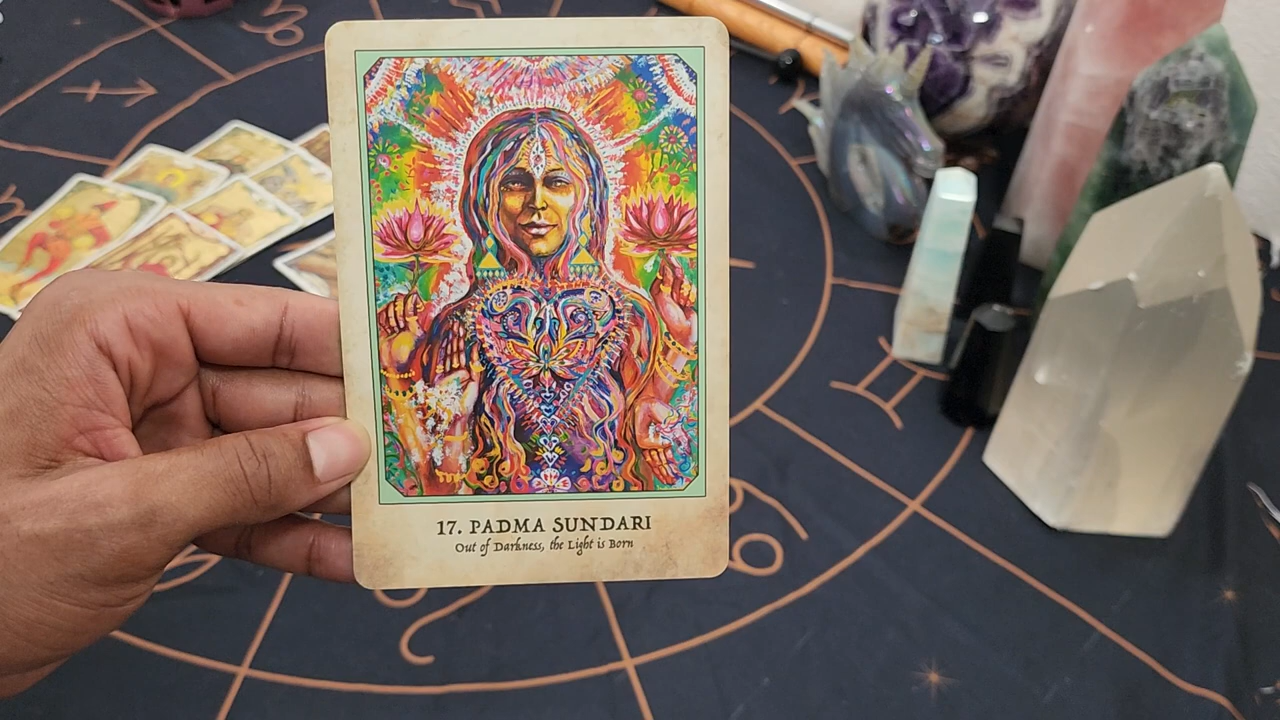 17. PADMA SUNDARI
Out of Darkness, the Light is Born